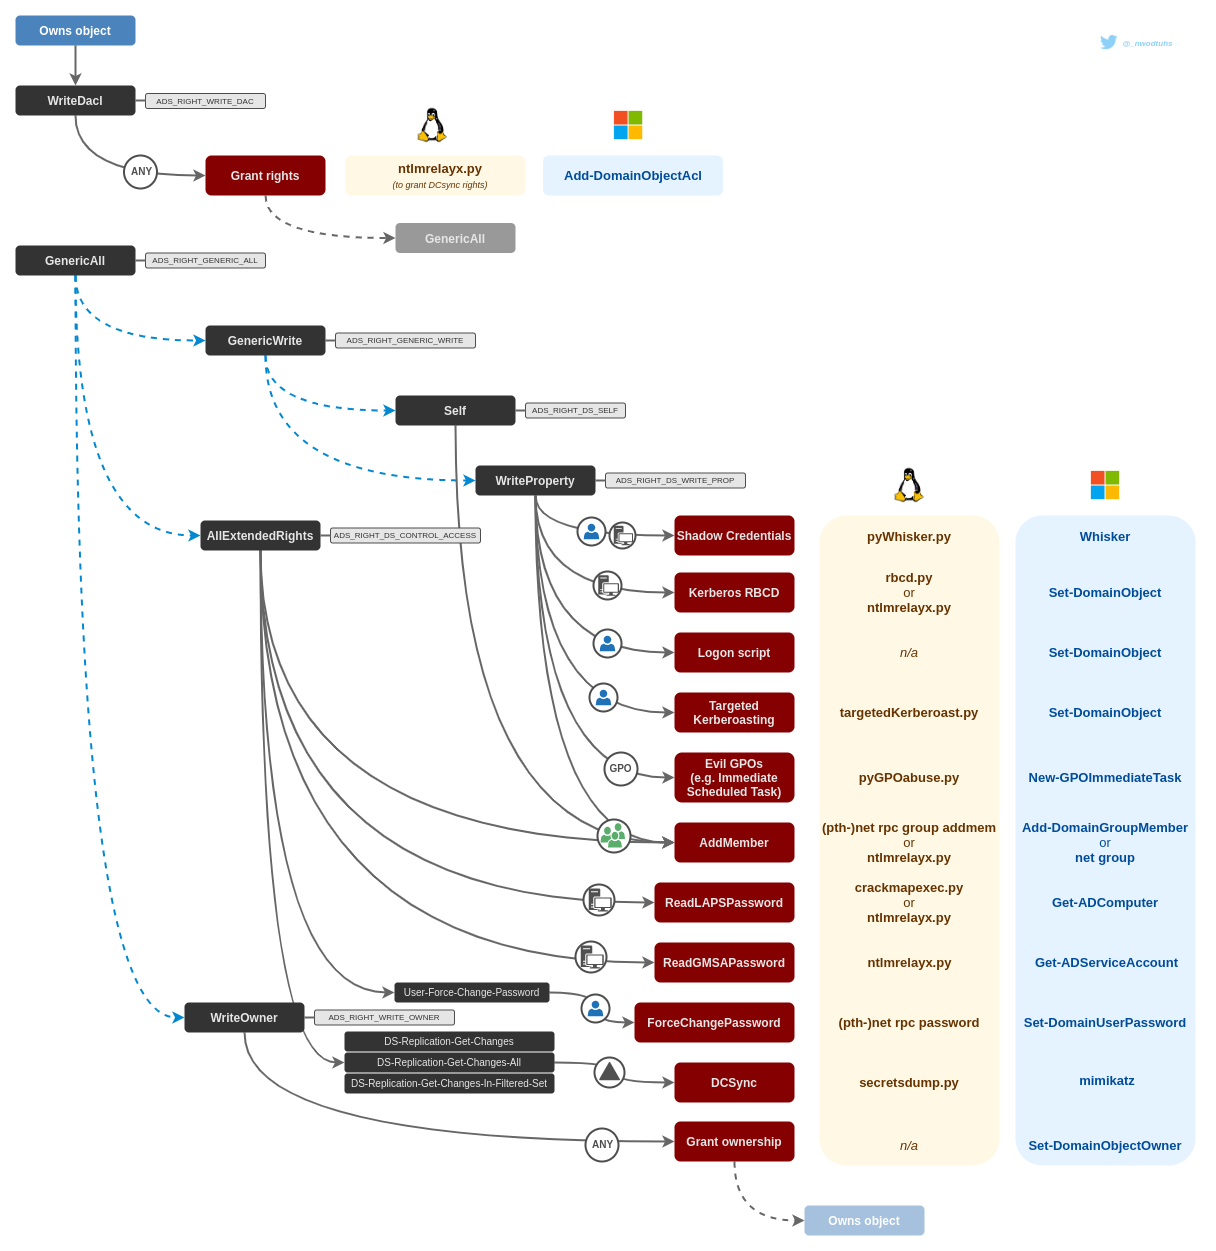 Owns object
@_nwodtuhs
WriteDacl
ADS_RIGHT_WRITE_DAC
ANY
Grant rights
ntlmrelayx.py
(to grant DCsync rights)
Add-DomainObjectAcl
GenericAll
GenericAll
ADS_RIGHT_GENERIC_ALL
GenericWrite
ADS_RIGHT_GENERIC_WRITE
Self
ADS_RIGHT_DS_SELF
WriteProperty
ADS_RIGHT_DS_WRITE_PROP
AllExtendedRights
ADS_RIGHT_DS_CONTROL_ACCESS
Shadow Credentials
pyWhisker.py
Whisker
Kerberos RBCD
rbcd.py
or
ntlmrelayx.py
Set-DomainObject
Logon script
n/a
Set-DomainObject
Targeted
Kerberoasting
targetedKerberoast.py
Set-DomainObject
GPO
Evil GPOs
(e.g. Immediate
Scheduled Task)
pyGPOabuse.py
New-GPOImmediateTask
AddMember
(pth-)net rpc group addmem
or
ntlmrelayx.py
Add-DomainGroupMember
or
net group
ReadLAPSPassword
crackmapexec.py
or
ntlmrelayx.py
Get-ADComputer
ReadGMSAPassword
ntlmrelayx.py
Get-ADServiceAccount
User-Force-Change-Password
WriteOwner
ADS_RIGHT_WRITE_OWNER
ForceChangePassword
(pth-)net rpc password
Set-DomainUserPassword
DS-Replication-Get-Changes
DS-Replication-Get-Changes-All
DS-Replication-Get-Changes-In-Filtered-Set
DCSync
secretsdump.py
mimikatz
ANY
Grant ownership
n/a
Set-DomainObjectOwner
Owns object